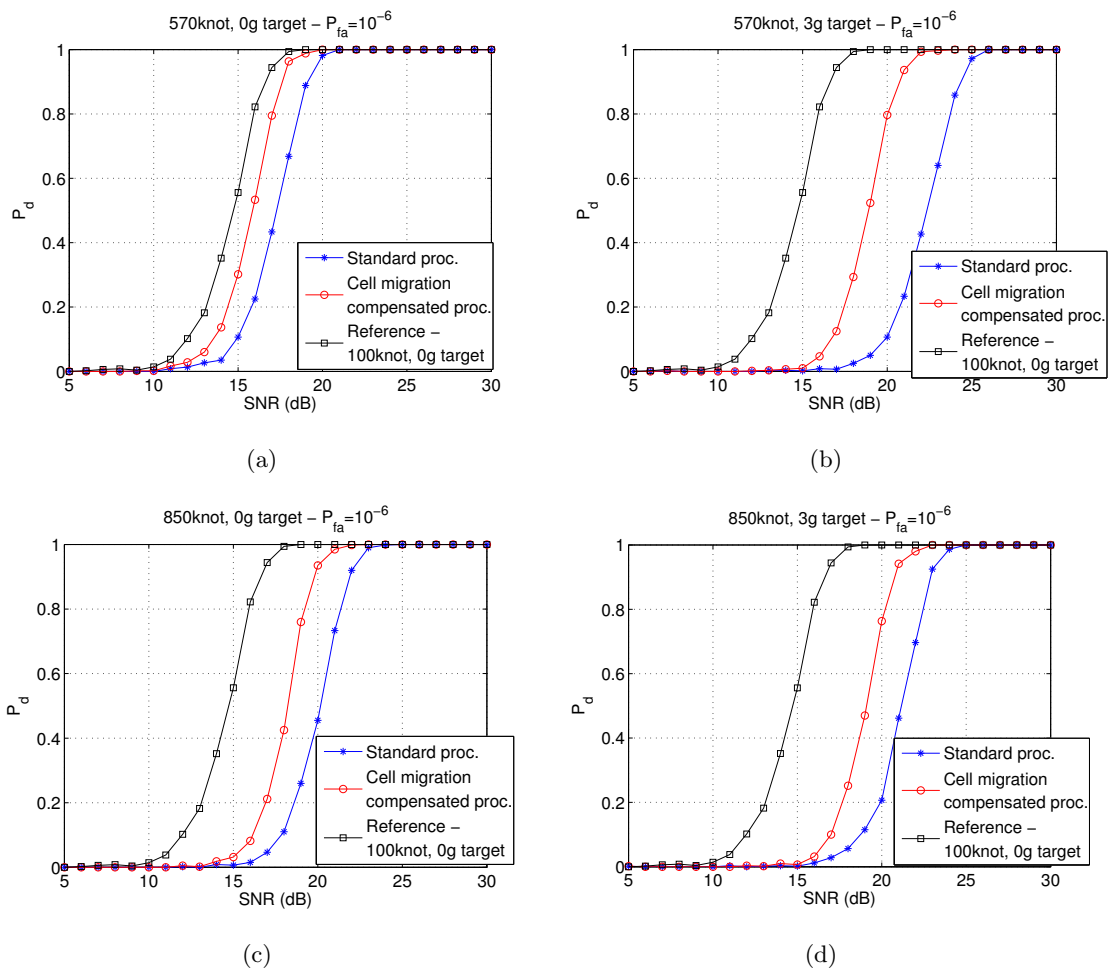 570knot, 0g target − P_fa=10^−6
1
0.8
0.6
0.4
0.2
0
P_d
5 10 15 20 25 30
SNR (dB)
Standard proc.
Cell migration
compensated proc.
Reference −
100knot, 0g target
(a)
570knot, 3g target − P_fa=10^−6
1
0.8
0.6
0.4
0.2
0
P_d
5 10 15 20 25 30
SNR (dB)
Standard proc.
Cell migration
compensated proc.
Reference −
100knot, 0g target
(b)
850knot, 0g target − P_fa=10^−6
1
0.8
0.6
0.4
0.2
0
P_d
5 10 15 20 25 30
SNR (dB)
Standard proc.
Cell migration
compensated proc.
Reference −
100knot, 0g target
(c)
850knot, 3g target − P_fa=10^−6
1
0.8
0.6
0.4
0.2
0
P_d
5 10 15 20 25 30
SNR (dB)
Standard proc.
Cell migration
compensated proc.
Reference −
100knot, 0g target
(d)